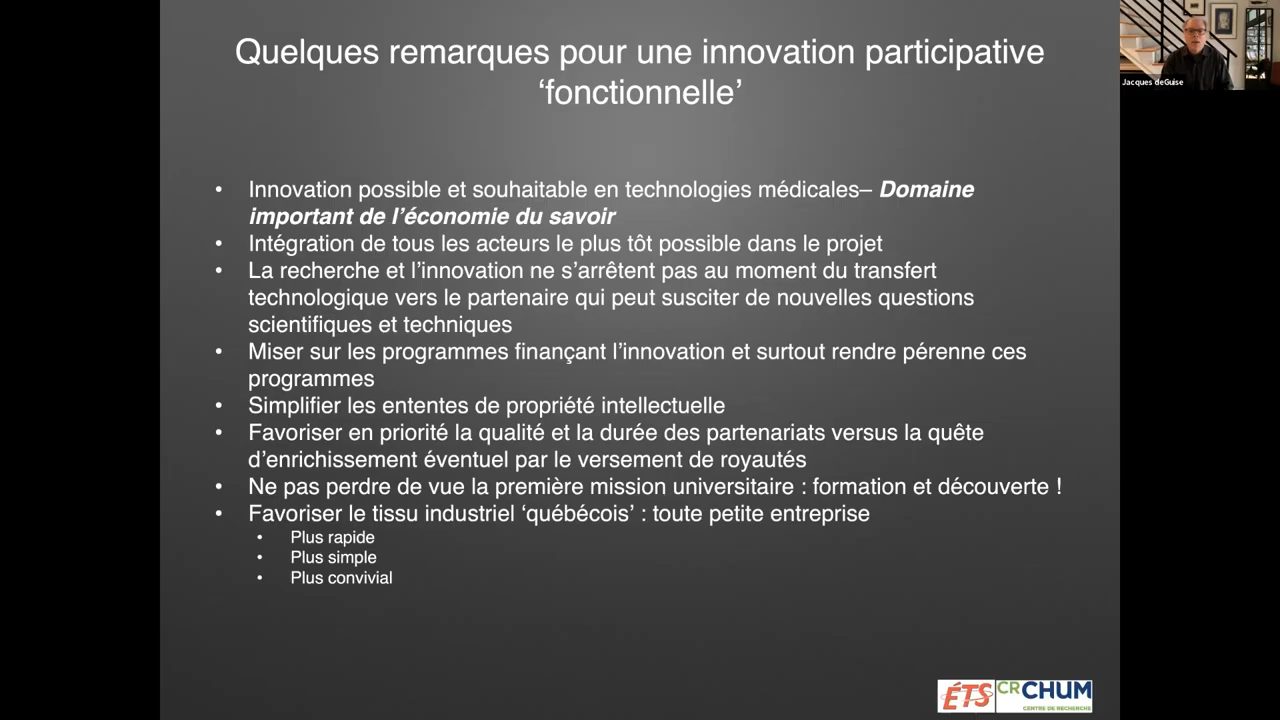 Quelques remarques pour une innovation participative
‘fonctionnelle’
Jacques deGuise
• Innovation possible et souhaitable en technologies médicales– Domaine
important de l’économie du savoir
• Intégration de tous les acteurs le plus tôt possible dans le projet
• La recherche et l’innovation ne s’arrêtent pas au moment du transfert
technologique vers le partenaire qui peut susciter de nouvelles questions
scientifiques et techniques
• Miser sur les programmes finançant l’innovation et surtout rendre pérenne ces
programmes
• Simplifier les ententes de propriété intellectuelle
• Favoriser en priorité la qualité et la durée des partenariats versus la quête
d’enrichissement éventuel par le versement de royautés
• Ne pas perdre de vue la première mission universitaire : formation et découverte !
• Favoriser le tissu industriel ‘québécois’ : toute petite entreprise
• Plus rapide
• Plus simple
• Plus convivial
ÉTS CRCHUM
CENTRE DE RECHERCHE